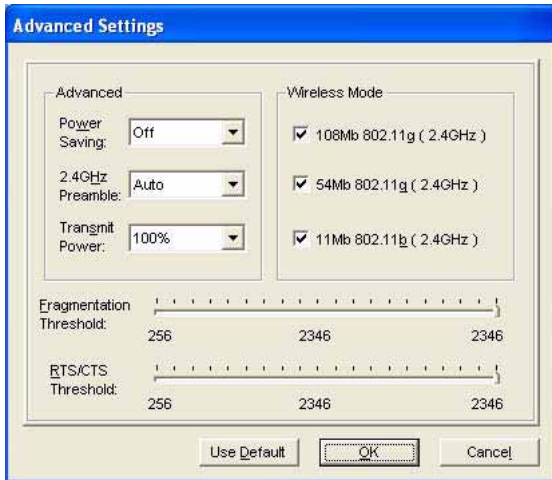 Advanced Settings
Advanced
Power Saving:
Off
2.4GHz Preamble:
Auto
Transmit Power:
100%
Wireless Mode
108Mb 802.11g ( 2.4GHz )
54Mb 802.11g ( 2.4GHz )
11Mb 802.11b ( 2.4GHz )
Fragmentation Threshold:
256 2346 2346
RTS/CTS Threshold:
256 2346 2346
Use Default OK Cancel